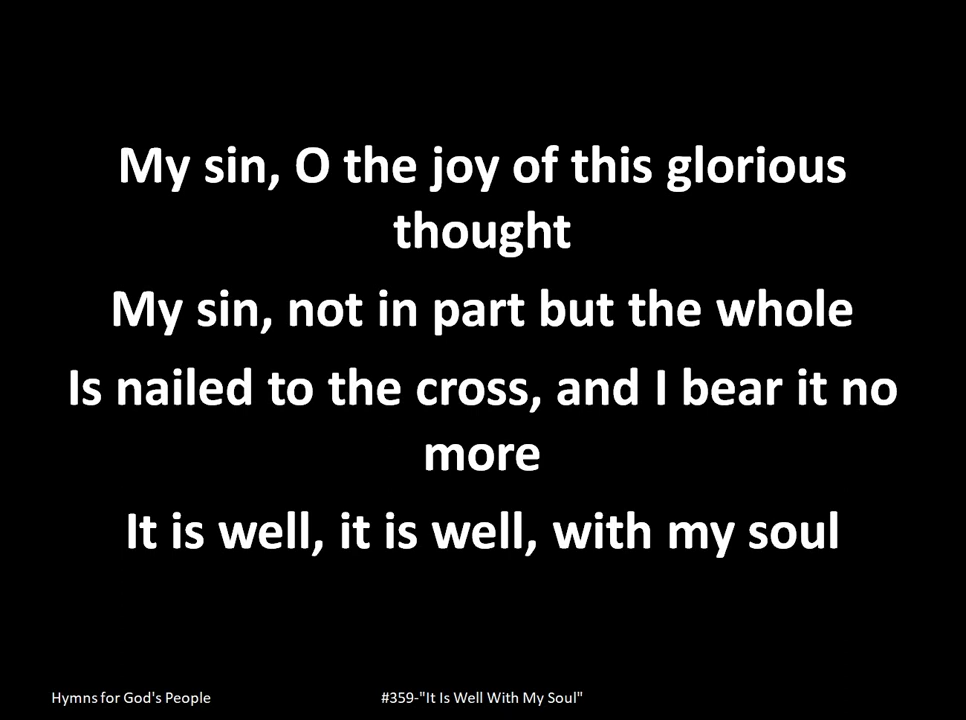 My sin, O the joy of this glorious
thought
My sin, not in part but the whole
Is nailed to the cross, and I bear it no
more
It is well, it is well, with my soul
Hymns for God's People
#359-"It Is Well With My Soul"